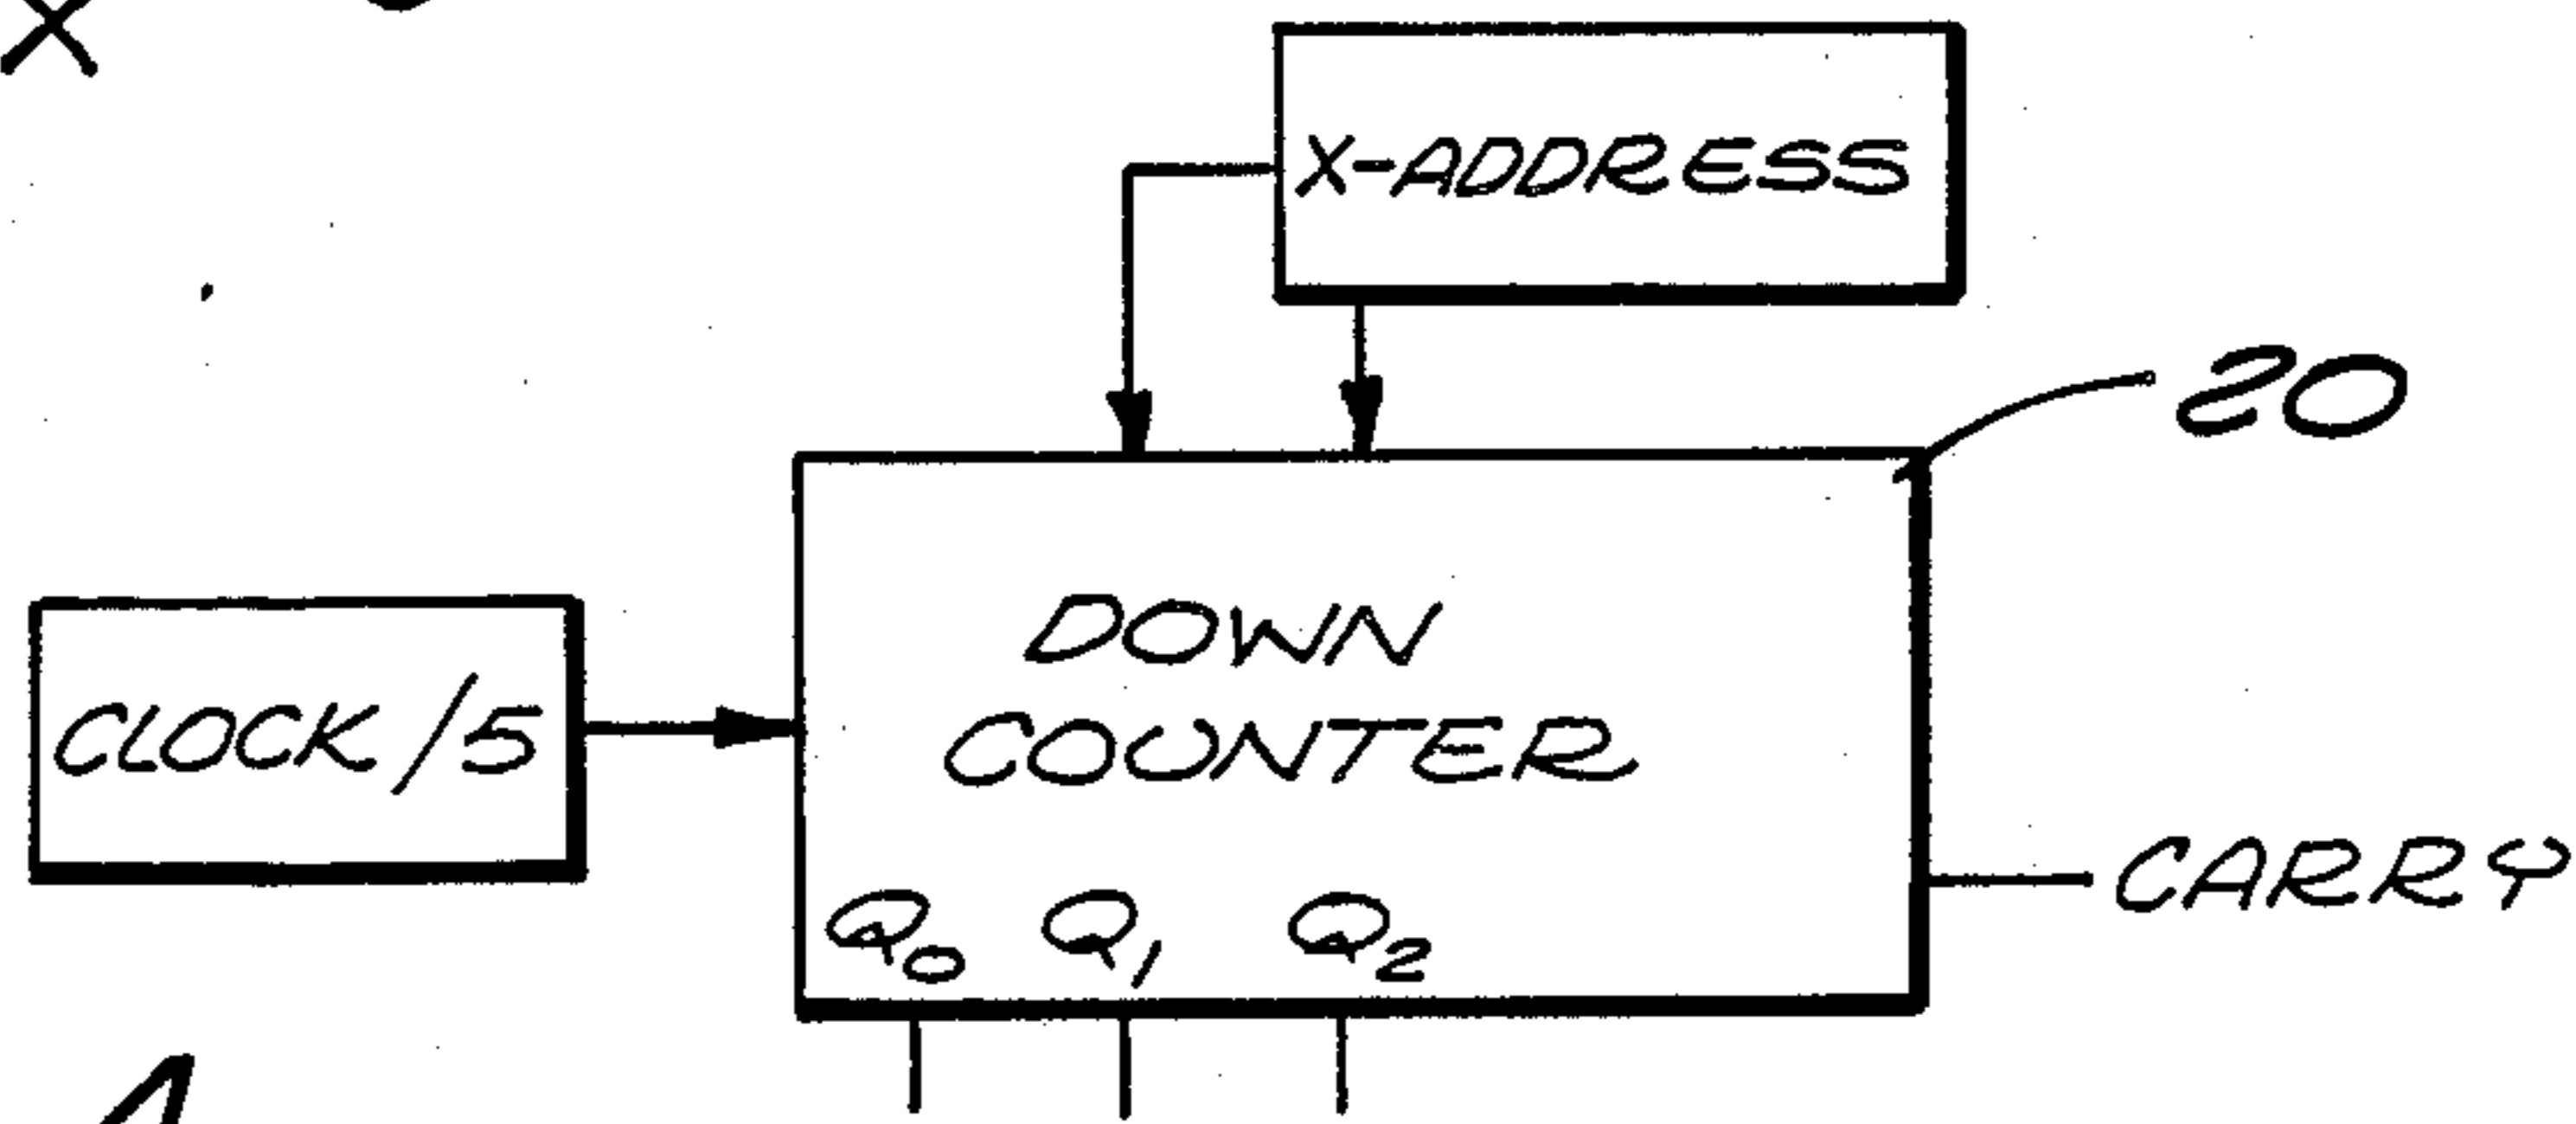 X
X-ADDRESS
20
DOWN
COUNTER
CLOCK/5
CARRY
Q₀ Q₁ Q₂